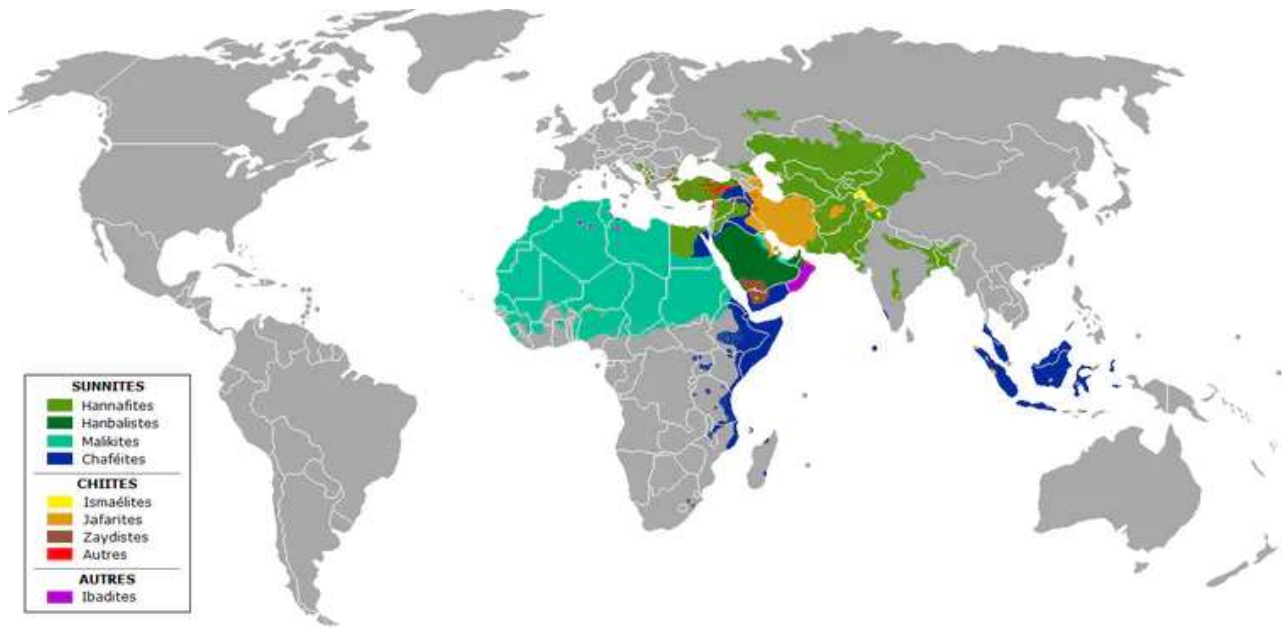 SUNNITES
Hannafites
Hanbalistes
Malikites
Chaféites
CHIITES
Ismaélites
Jafarites
Zaydistes
Autres
AUTRES
Ibadites